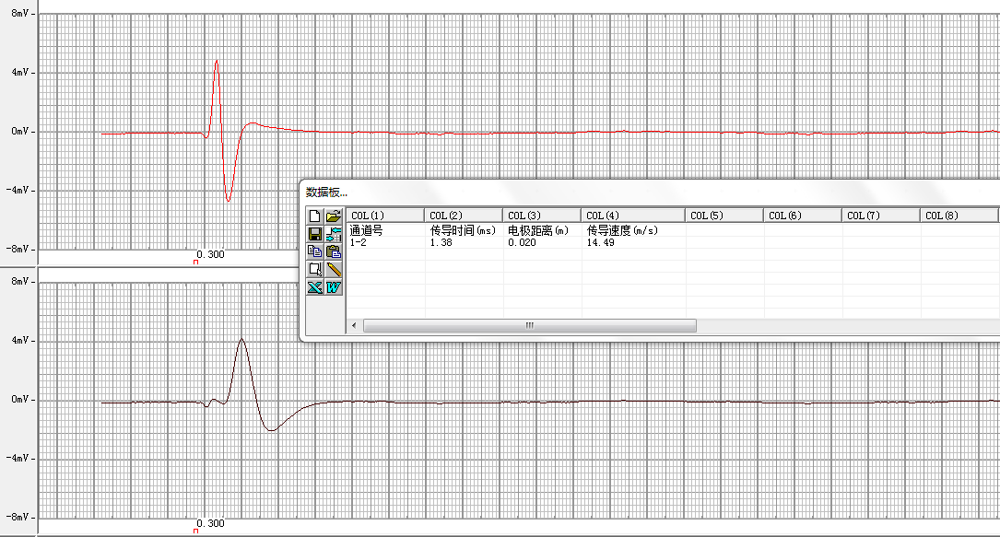 8mV
4mV
0mV
-4mV
-8mV
0.300
数据板...
COL(1) COL(2) COL(3) COL(4) COL(5) COL(6) COL(7) COL(8)
通道号 传导时间(ms) 电极距离(m) 传导速度(m/s)
1-2 1.38 0.020 14.49
8mV
4mV
0mV
-4mV
-8mV
0.300